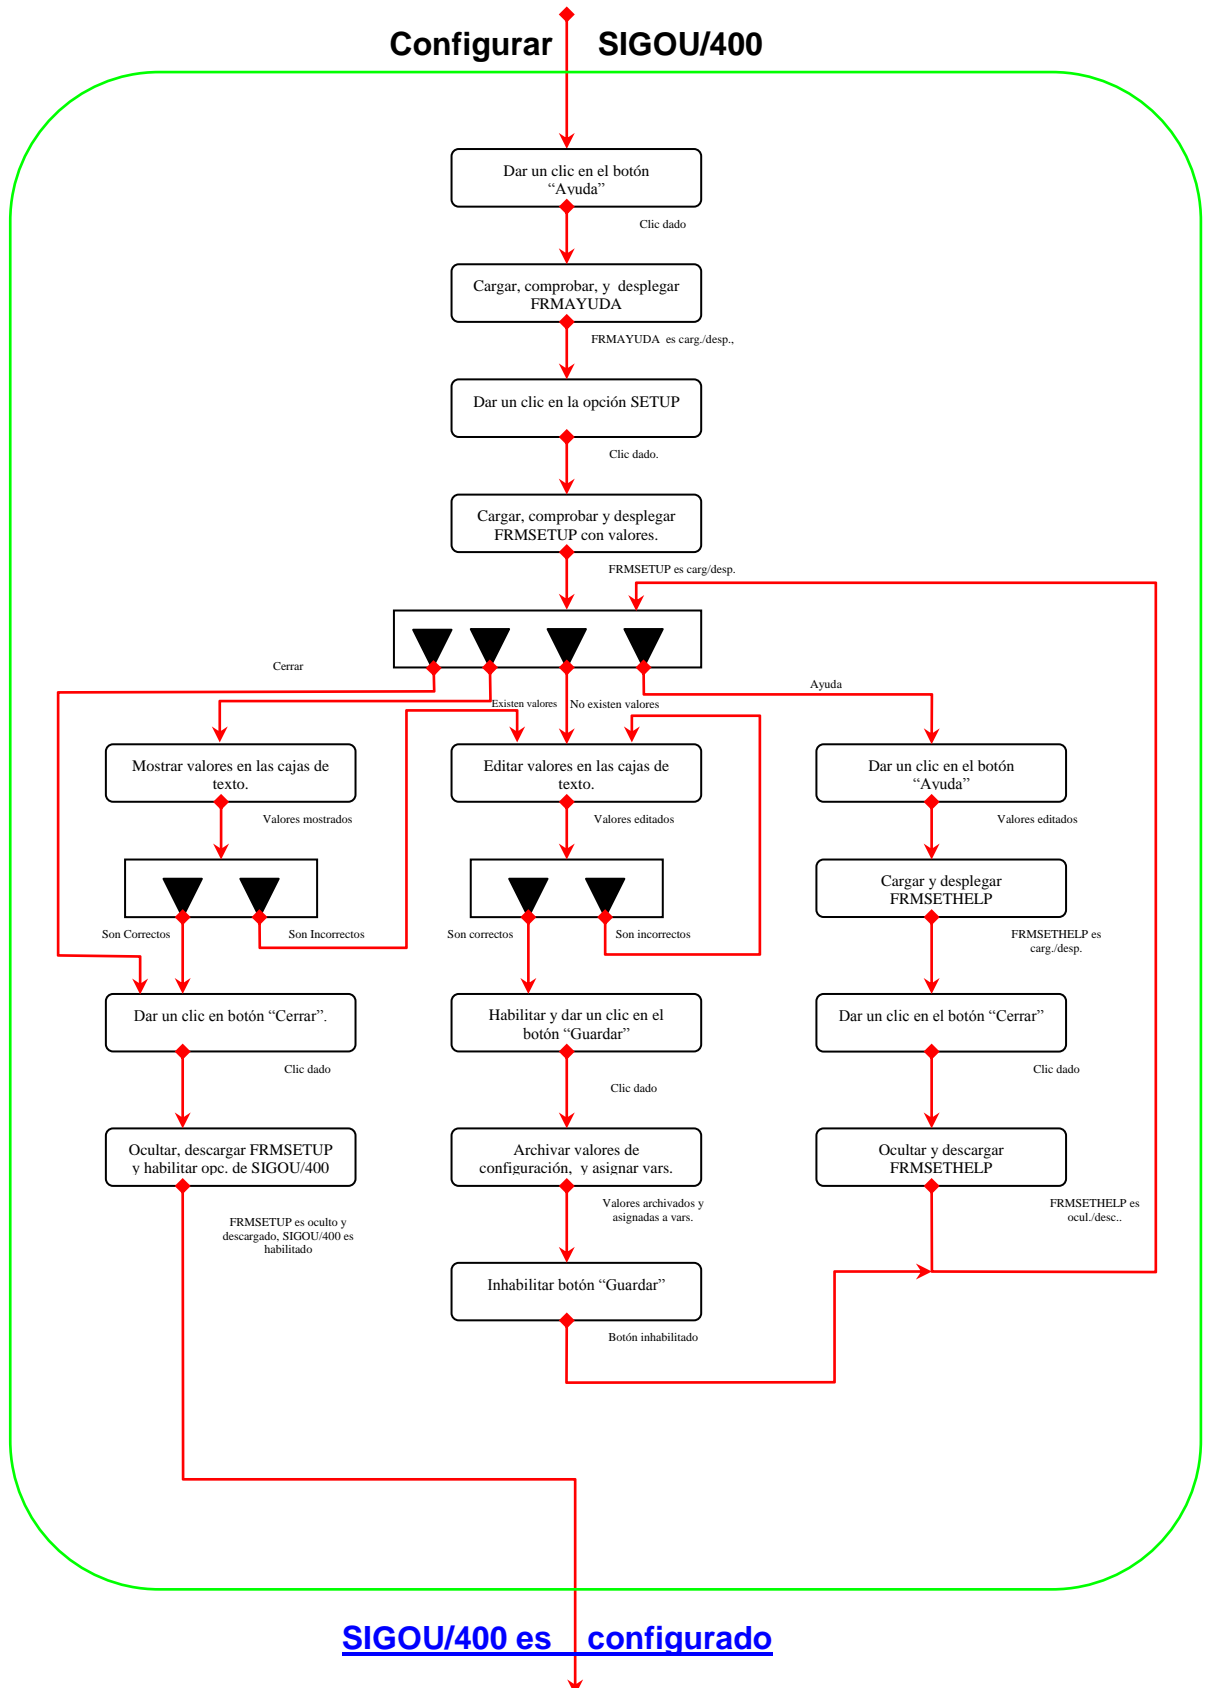 Configurar SIGOU/400
Dar un clic en el botón
“Ayuda”
Clic dado
Cargar, comprobar, y desplegar
FRMAYUDA
FRMAYUDA es carg./desp.,
Dar un clic en la opción SETUP
Clic dado.
Cargar, comprobar y desplegar
FRMSETUP con valores.
FRMSETUP es carg/desp.
Cerrar
Existen valores
No existen valores
Ayuda
Mostrar valores en las cajas de
texto.
Editar valores en las cajas de
texto.
Dar un clic en el botón
“Ayuda”
Valores mostrados
Valores editados
Valores editados
Cargar y desplegar
FRMSETHELP
Son Correctos
Son Incorrectos
Son correctos
Son incorrectos
FRMSETHELP es
carg./desp.
Dar un clic en botón “Cerrar”.
Habilitar y dar un clic en el
botón “Guardar”
Dar un clic en el botón “Cerrar”
Clic dado
Clic dado
Clic dado
Ocultar, descargar FRMSETUP
y habilitar opc. de SIGOU/400
Archivar valores de
configuración, y asignar vars.
Ocultar y descargar
FRMSETHELP
FRMSETUP es oculto y
descargado, SIGOU/400 es
habilitado
Valores archivados y
asignadas a vars.
FRMSETHELP es
ocul./desc..
Inhabilitar botón “Guardar”
Botón inhabilitado
SIGOU/400 es configurado